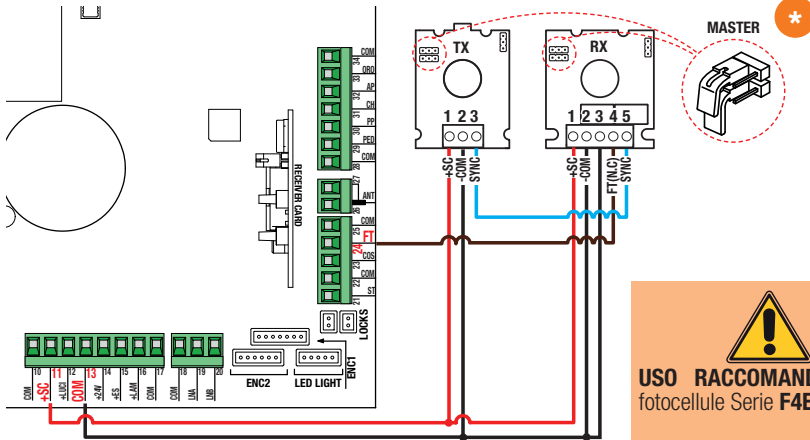 MASTER
*
TX
1 2 3
+SC
-COM
SYNC
RX
1 2 3 4 5
+SC
-COM
FT(N.C)
SYNC
RECEIVER CARD
COM
34
ORO
33
AP
32
CH
31
PP
30
PED
29
COM
28
27
ANT
26
COM
25
FT
24
COS
23
COM
22
ST
21
LOCKS
ENC1
ENC2
LED LIGHT
COM
10
+SC
11
+LUCI
12
COM
13
+24V
14
+ES
15
+LAM
16
COM
17
COM
18
LNA
19
LNB
20
USO RACCOMAN
fotocellule Serie F4